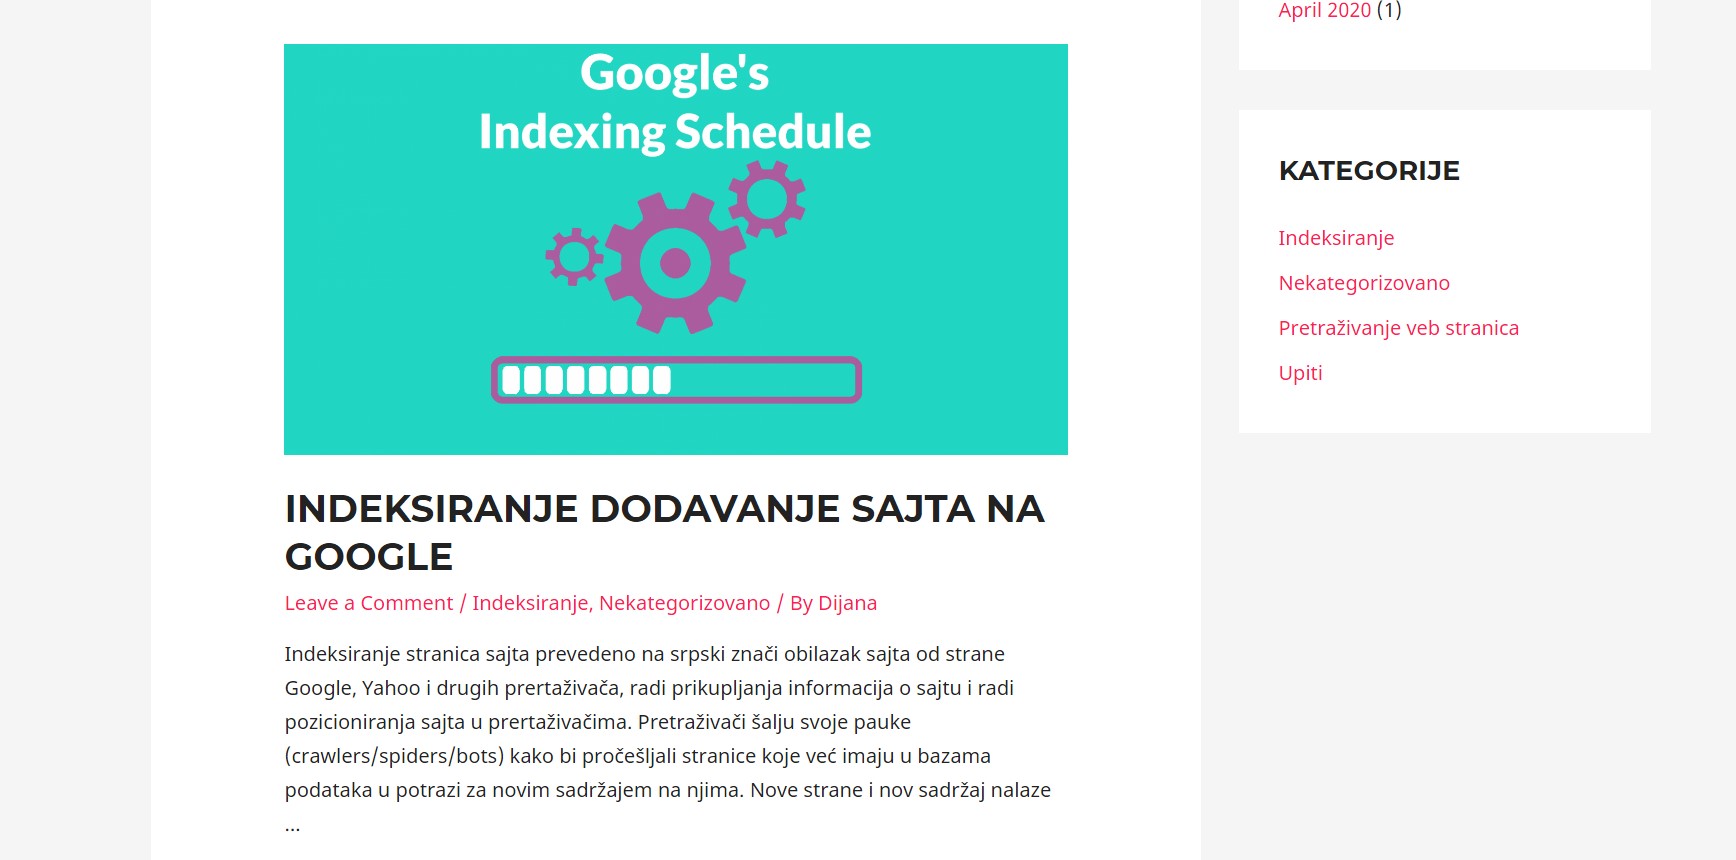 April 2020 (1)
Google's
Indexing Schedule
KATEGORIJE
Indeksiranje
Nekategorizovano
Pretraživanje veb stranica
Upiti
INDEKSIRANJE DODAVANJE SAJTA NA
GOOGLE
Leave a Comment / Indeksiranje, Nekategorizovano / By Dijana
Indeksiranje stranica sajta prevedeno na srpski znači obilazak sajta od strane
Google, Yahoo i drugih prertaživača, radi prikupljanja informacija o sajtu i radi
pozicioniranja sajta u prertaživačima. Pretraživači šalju svoje pauke
(crawlers/spiders/bots) kako bi pročešljali stranice koje već imaju u bazama
podataka u potrazi za novim sadržajem na njima. Nove strane i nov sadržaj nalaze
...